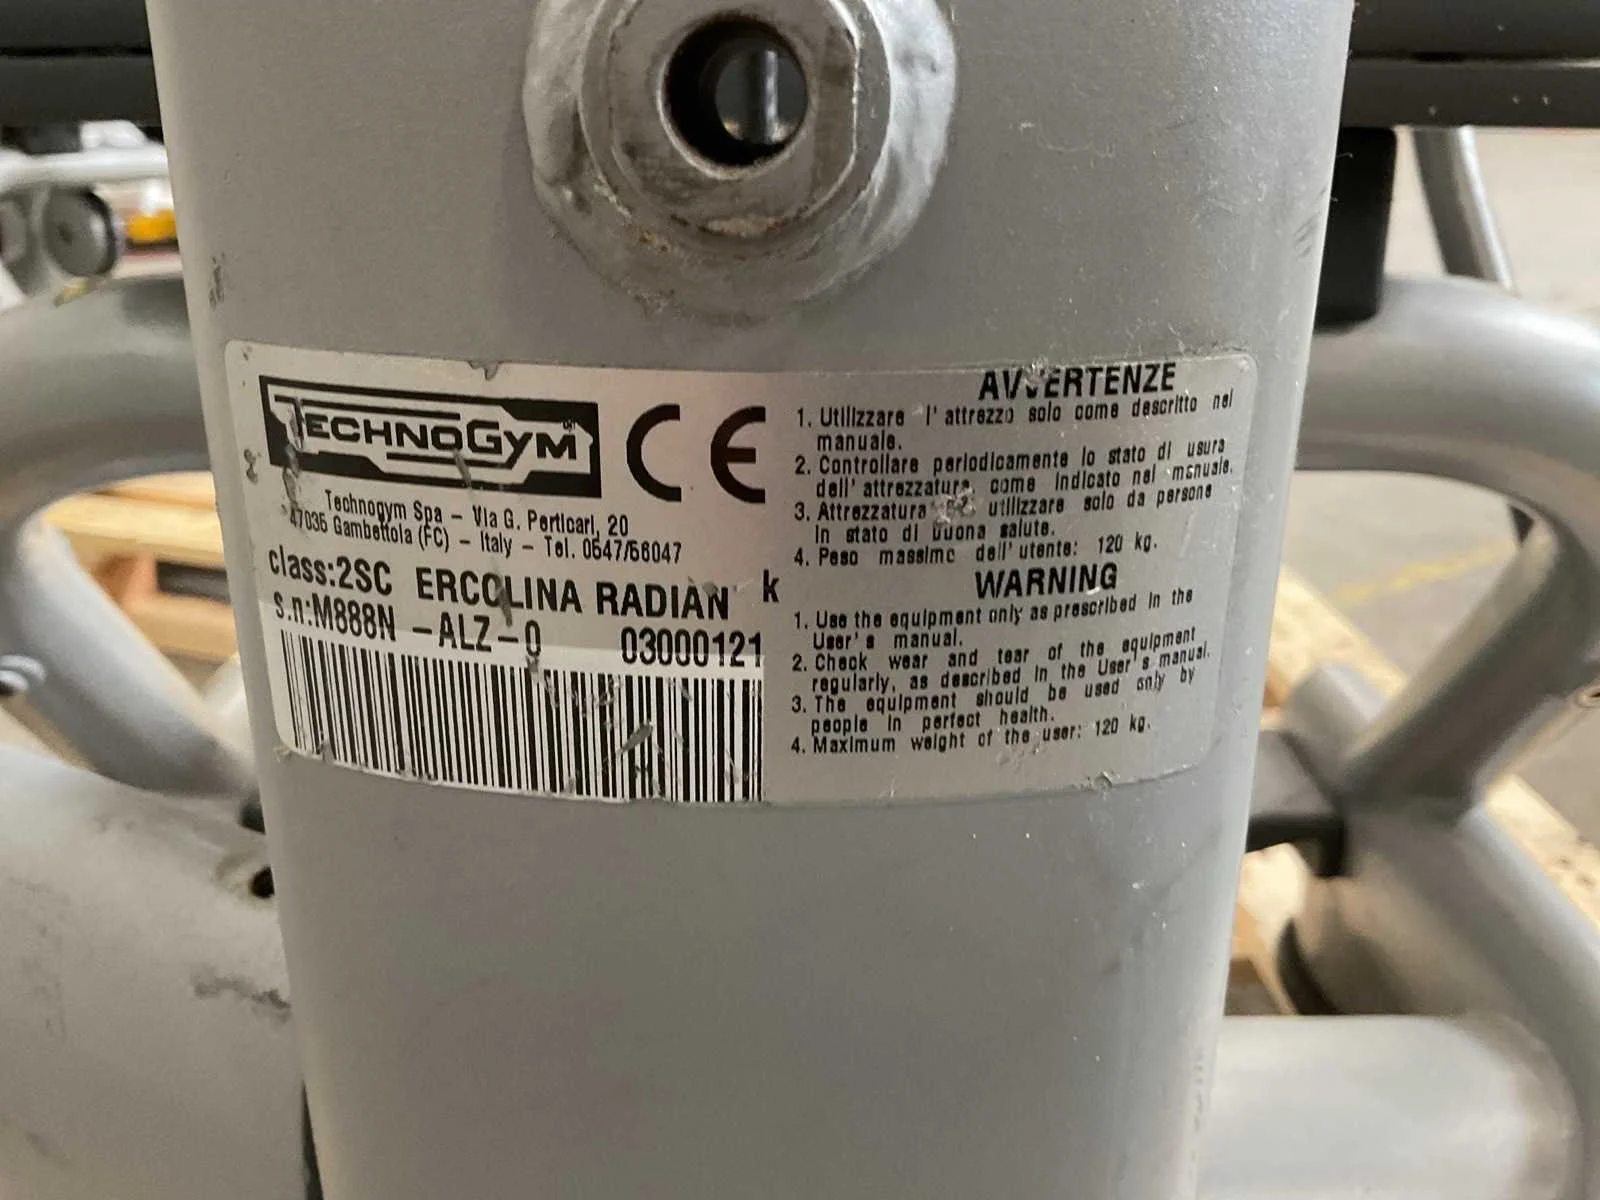 TECHNOGYM
CE
Technogym Spa – Via G. Perticari, 20
47035 Gambettola (FC) – Italy – Tel. 0547/56047
class:2SC ERCOLINA RADIAN k
s.n:M888N –ALZ–0 03000121
AVVERTENZE
1. Utilizzare l'attrezzo solo come descritto nel
manuale.
2. Controllare periodicamente lo stato di usura
dell'attrezzatura, come indicato nel manuale.
3. Attrezzatura utilizzare solo da persone
in stato di buona salute.
4. Peso massimo dell'utente: 120 kg.
WARNING
1. Use the equipment only as prescribed in the
User's manual.
2. Check wear and tear of the equipment
regularly, as described in the User's manual.
3. The equipment should be used only by
people in perfect health.
4. Maximum weight of the user: 120 kg.